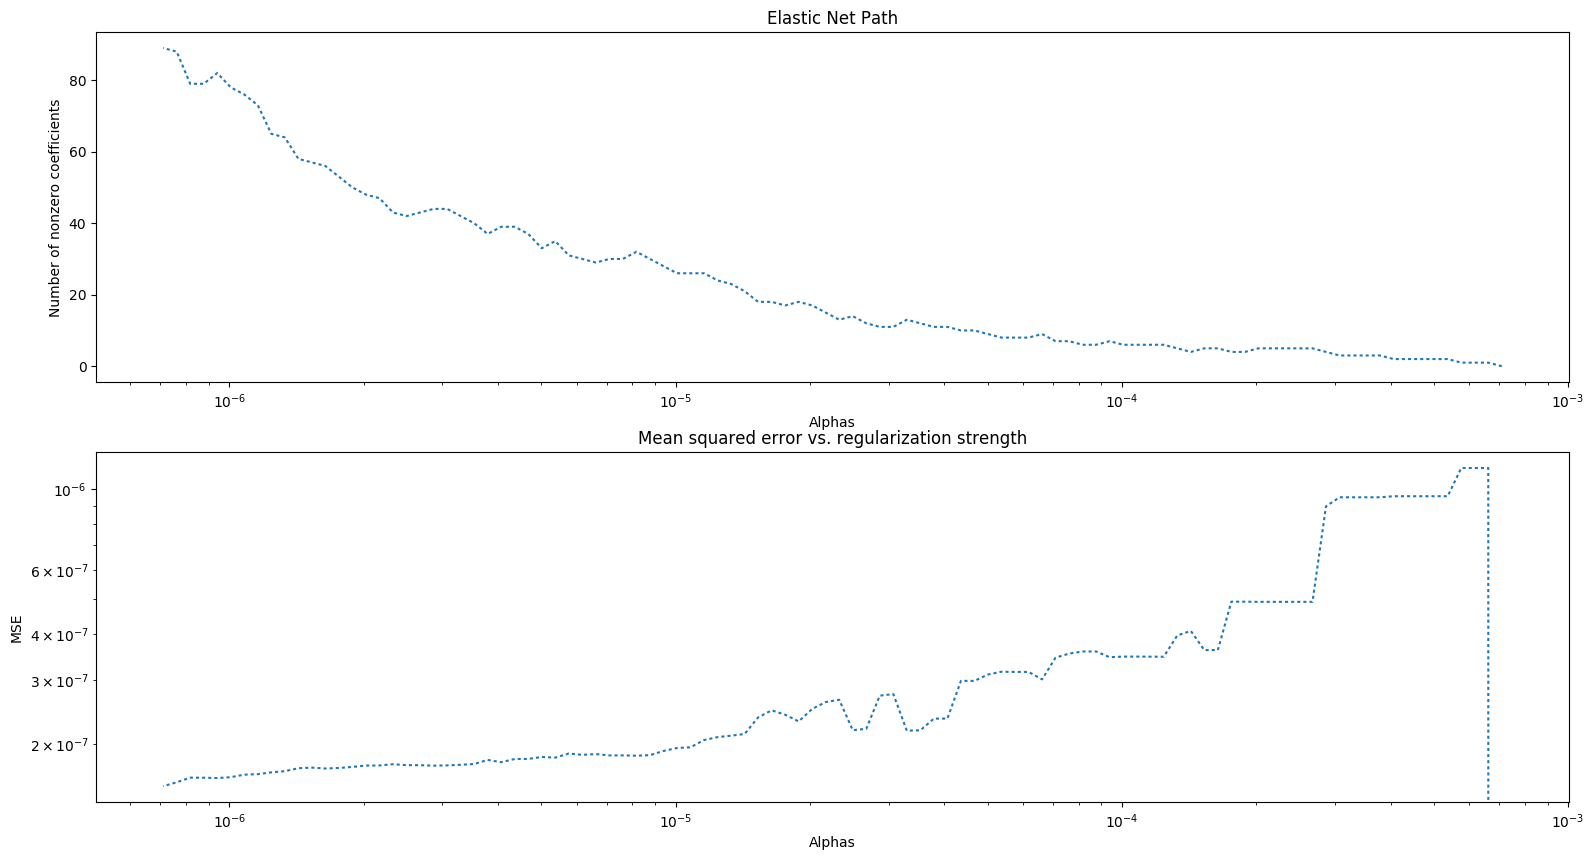 Elastic Net Path
Number of nonzero coefficients
80
60
40
20
0
10⁻⁶
10⁻⁵
10⁻⁴
10⁻³
Alphas
Mean squared error vs. regularization strength
MSE
10⁻⁶
6 × 10⁻⁷
4 × 10⁻⁷
3 × 10⁻⁷
2 × 10⁻⁷
10⁻⁶
10⁻⁵
10⁻⁴
10⁻³
Alphas